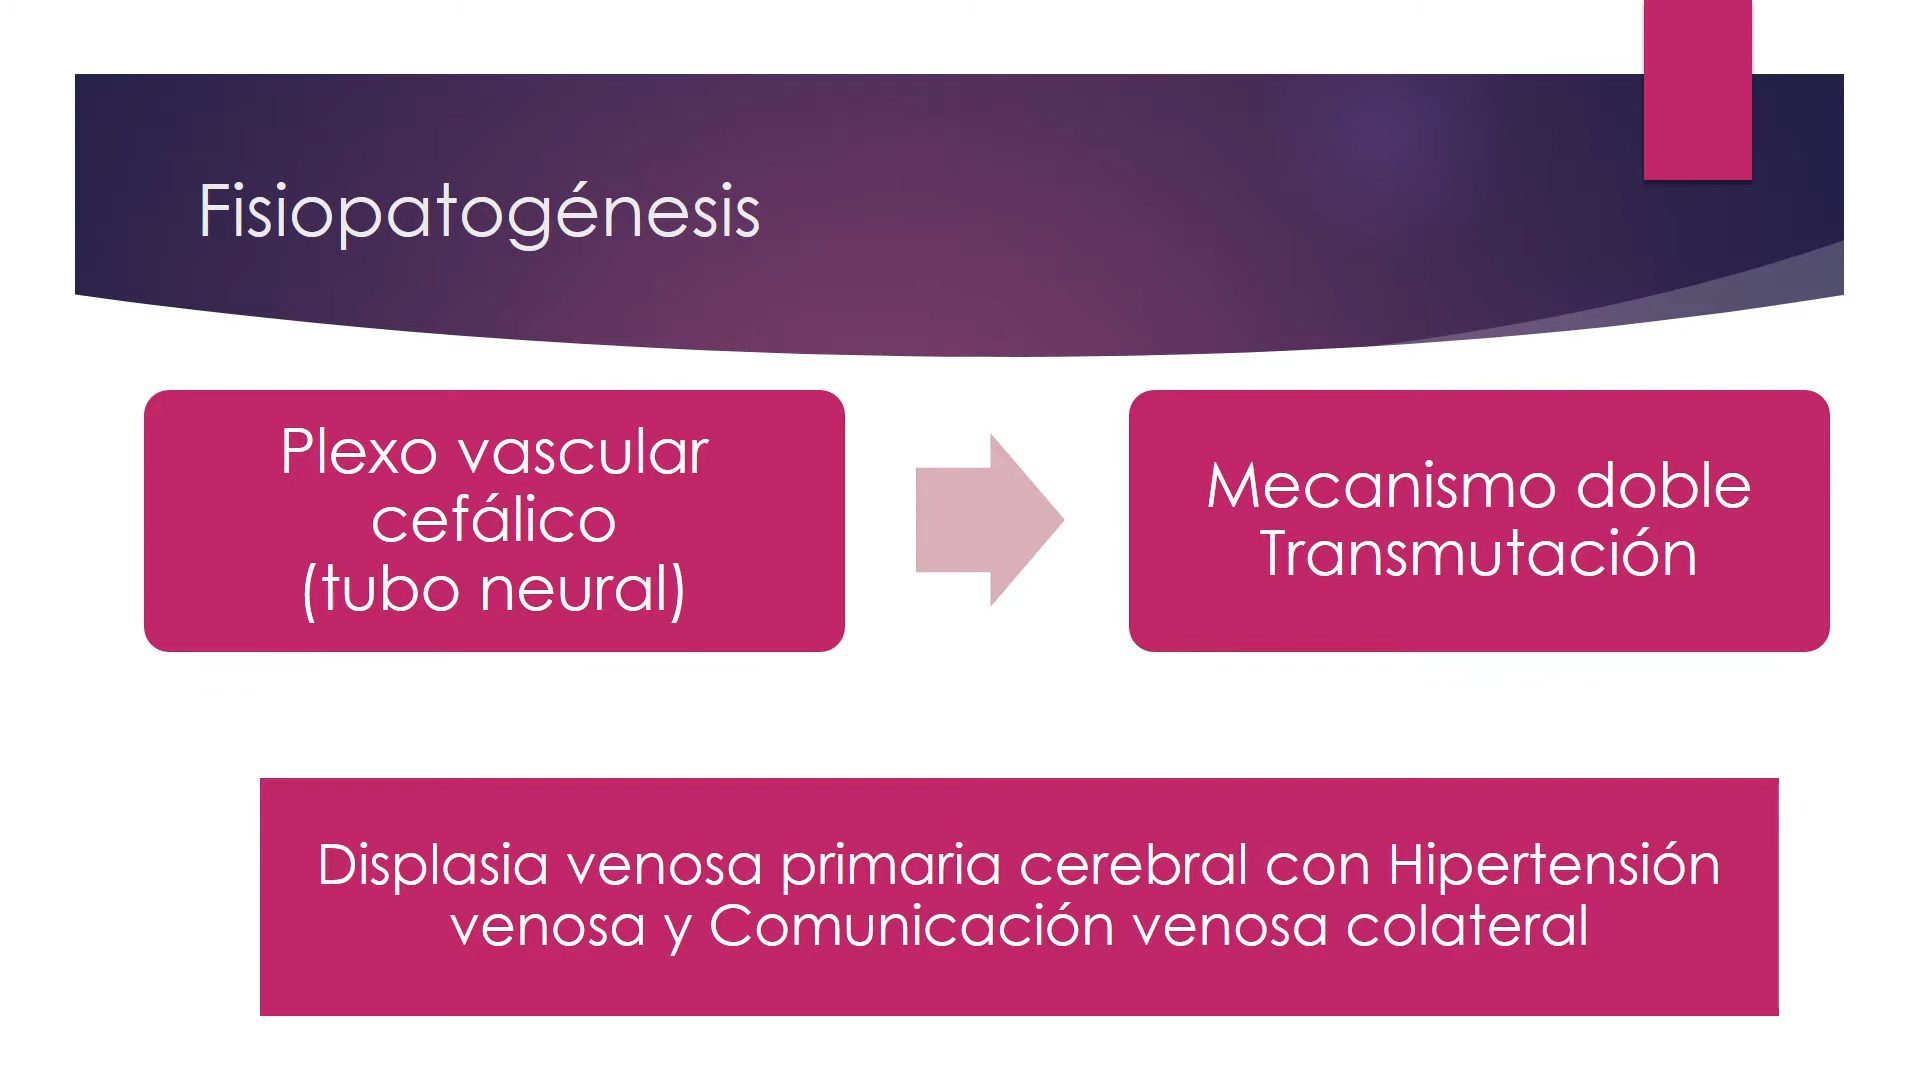 Fisiopatogénesis
Plexo vascular
cefálico
(tubo neural)
Mecanismo doble
Transmutación
Displasia venosa primaria cerebral con Hipertensión
venosa y Comunicación venosa colateral